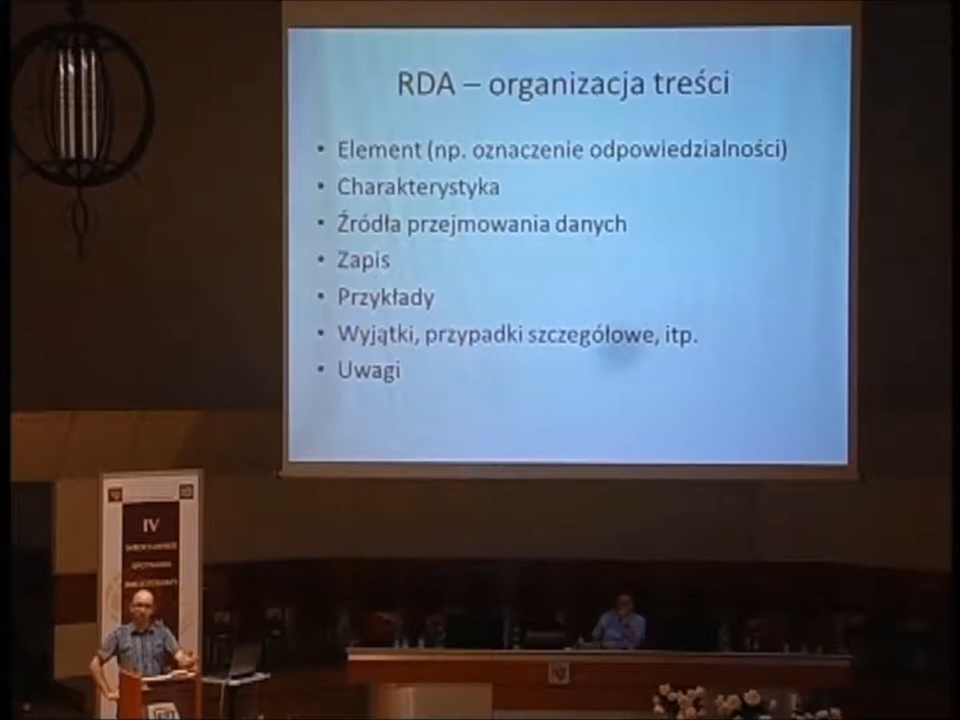 RDA – organizacja treści
• Element (np. oznaczenie odpowiedzialności)
• Charakterystyka
• Źródła przejmowania danych
• Zapis
• Przykłady
• Wyjątki, przypadki szczegółowe, itp.
• Uwagi
IV